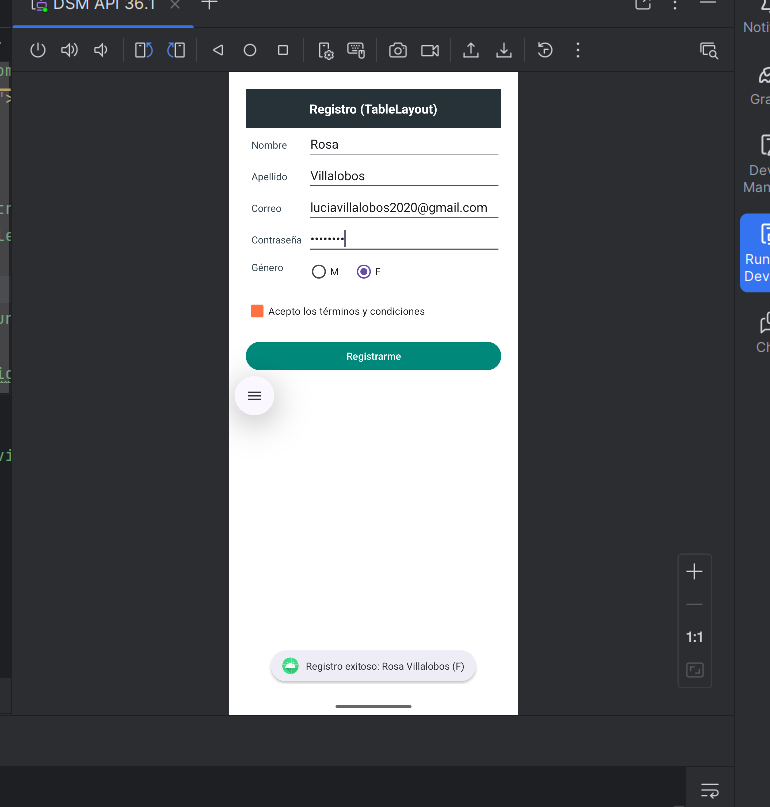 DSM API 36.1
Registro (TableLayout)
Nombre Rosa
Apellido Villalobos
Correo luciavillalobos2020@gmail.com
Contraseña ••••••••
Género M F
Acepto los términos y condiciones
Registrarme
Registro exitoso: Rosa Villalobos (F)
1:1
Run